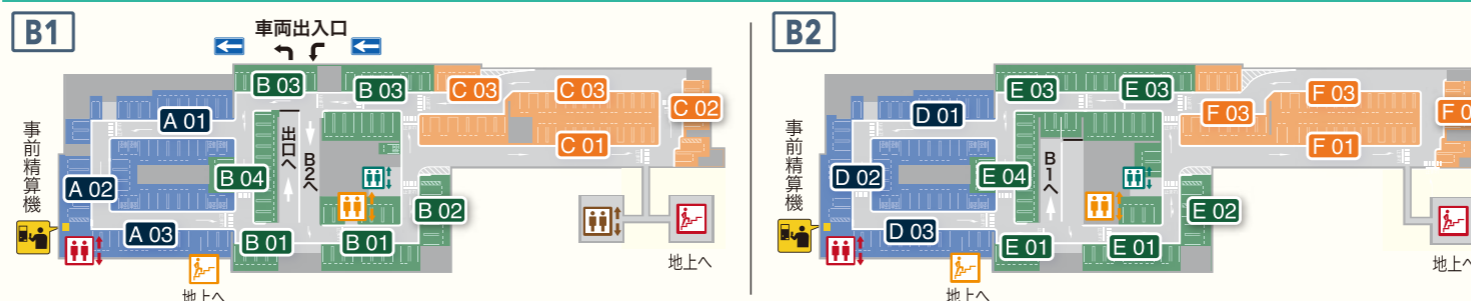 B1
車両出入口
B 03
B 03
C 03
C 03
C 02
A 01
C 01
事前精算機
出口へ
B2へ
A 02
B 04
B 02
A 03
B 01
B 01
地上へ
地上へ
B2
E 03
E 03
F 03
F 03
D 01
F 01
事前精算機
B1へ
D 02
E 04
E 02
D 03
E 01
E 01
地上へ
地上へ